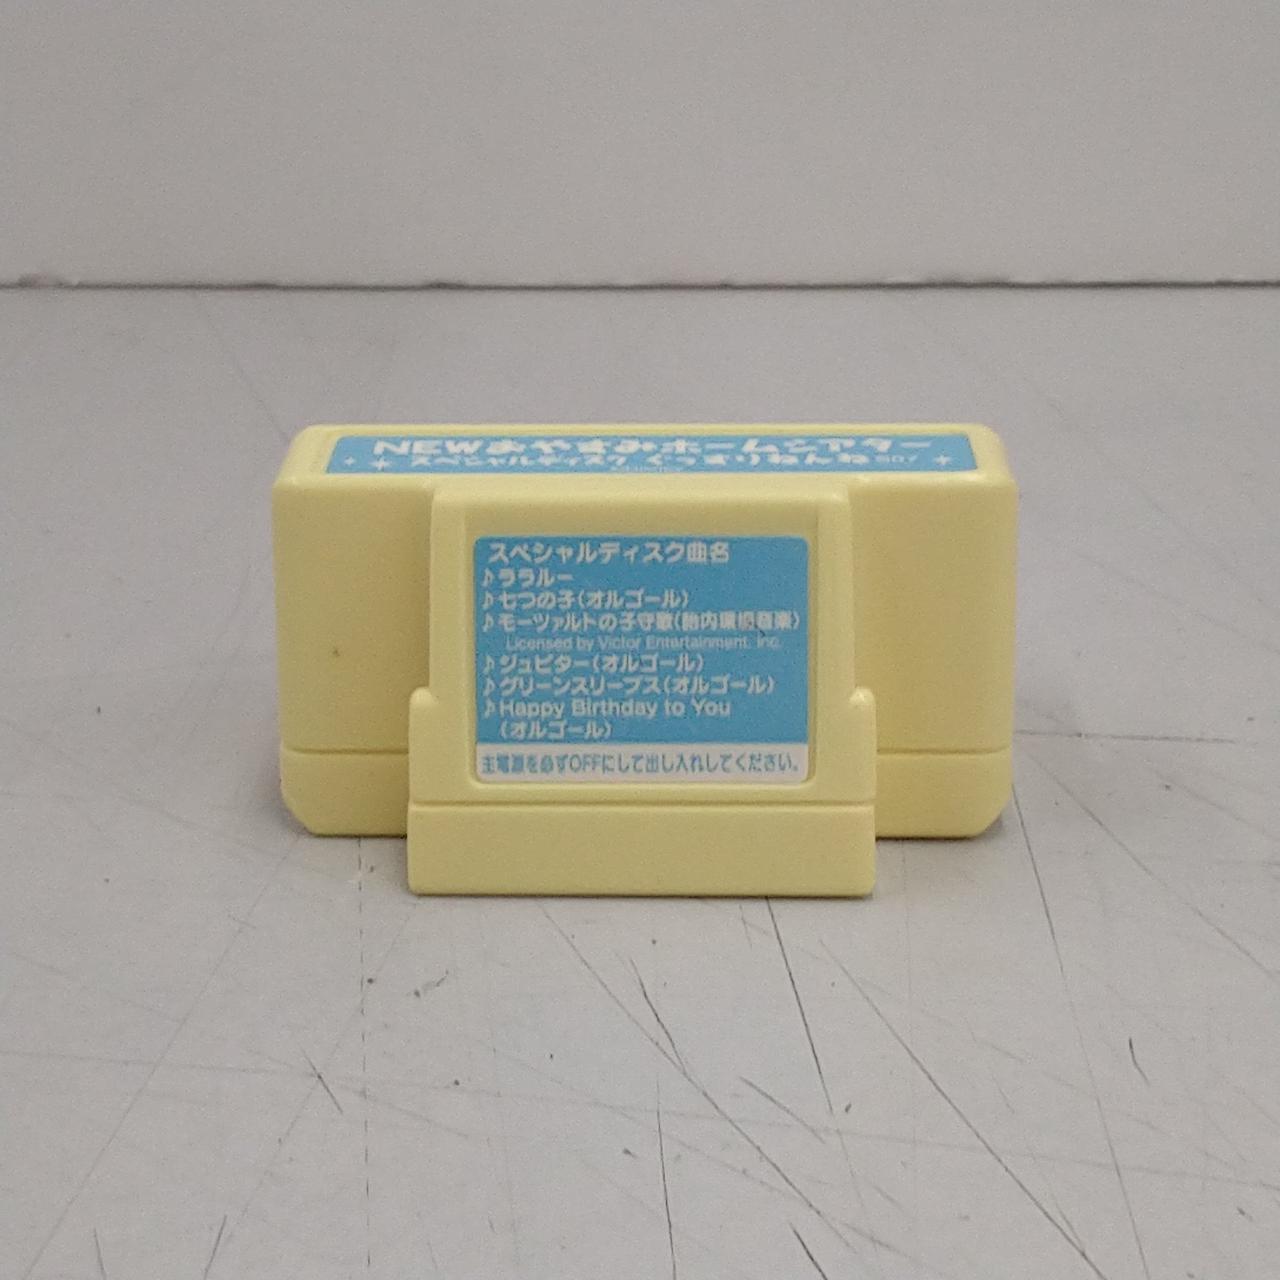 NEWおやすみホームシアター
スペシャルディスク ぐっすりねんね
スペシャルディスク曲名
♪ララルー
♪七つの子(オルゴール)
♪モーツァルトの子守歌(胎内環境音楽)
Licensed by Victor Entertainment, Inc.
♪ジュピター(オルゴール)
♪グリーンスリーブス(オルゴール)
♪Happy Birthday to You
(オルゴール)
主電源を必ずOFFにして出し入れしてください。